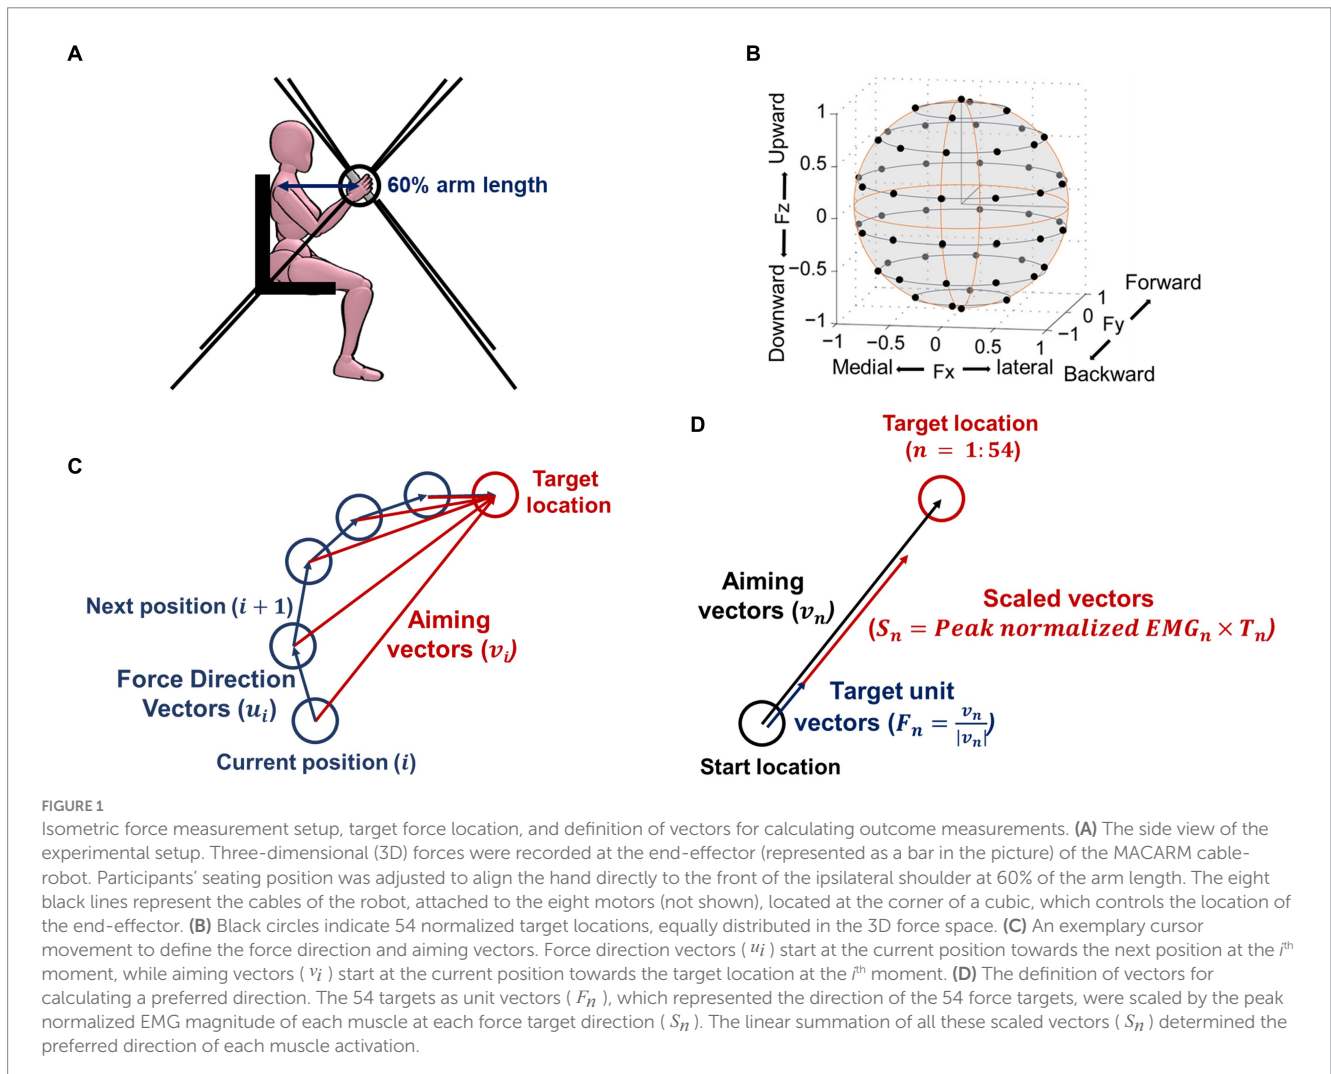 A
60% arm length
B
Upward
Fz
Downward
1
0.5
0
−0.5
−1
−1
−0.5
0
0.5
1
Medial
Fx
lateral
−1
0
1
Fy
Forward
Backward
C
Target
location
Next position (i + 1)
Aiming
vectors (v_i)
Force Direction
Vectors (u_i)
Current position (i)
D
Target location
(n = 1:54)
Aiming
vectors (v_n)
Scaled vectors
(S_n = Peak normalized EMG_n × T_n)
Target unit
vectors (F_n = v_n/|v_n|)
Start location
FIGURE 1
Isometric force measurement setup, target force location, and definition of vectors for calculating outcome measurements. (A) The side view of the
experimental setup. Three-dimensional (3D) forces were recorded at the end-effector (represented as a bar in the picture) of the MACARM cable-
robot. Participants' seating position was adjusted to align the hand directly to the front of the ipsilateral shoulder at 60% of the arm length. The eight
black lines represent the cables of the robot, attached to the eight motors (not shown), located at the corner of a cubic, which controls the location of
the end-effector. (B) Black circles indicate 54 normalized target locations, equally distributed in the 3D force space. (C) An exemplary cursor
movement to define the force direction and aiming vectors. Force direction vectors ( u_i ) start at the current position towards the next position at the i^th
moment, while aiming vectors ( v_i ) start at the current position towards the target location at the i^th moment. (D) The definition of vectors for
calculating a preferred direction. The 54 targets as unit vectors ( F_n ), which represented the direction of the 54 force targets, were scaled by the peak
normalized EMG magnitude of each muscle at each force target direction ( S_n ). The linear summation of all these scaled vectors ( S_n ) determined the
preferred direction of each muscle activation.